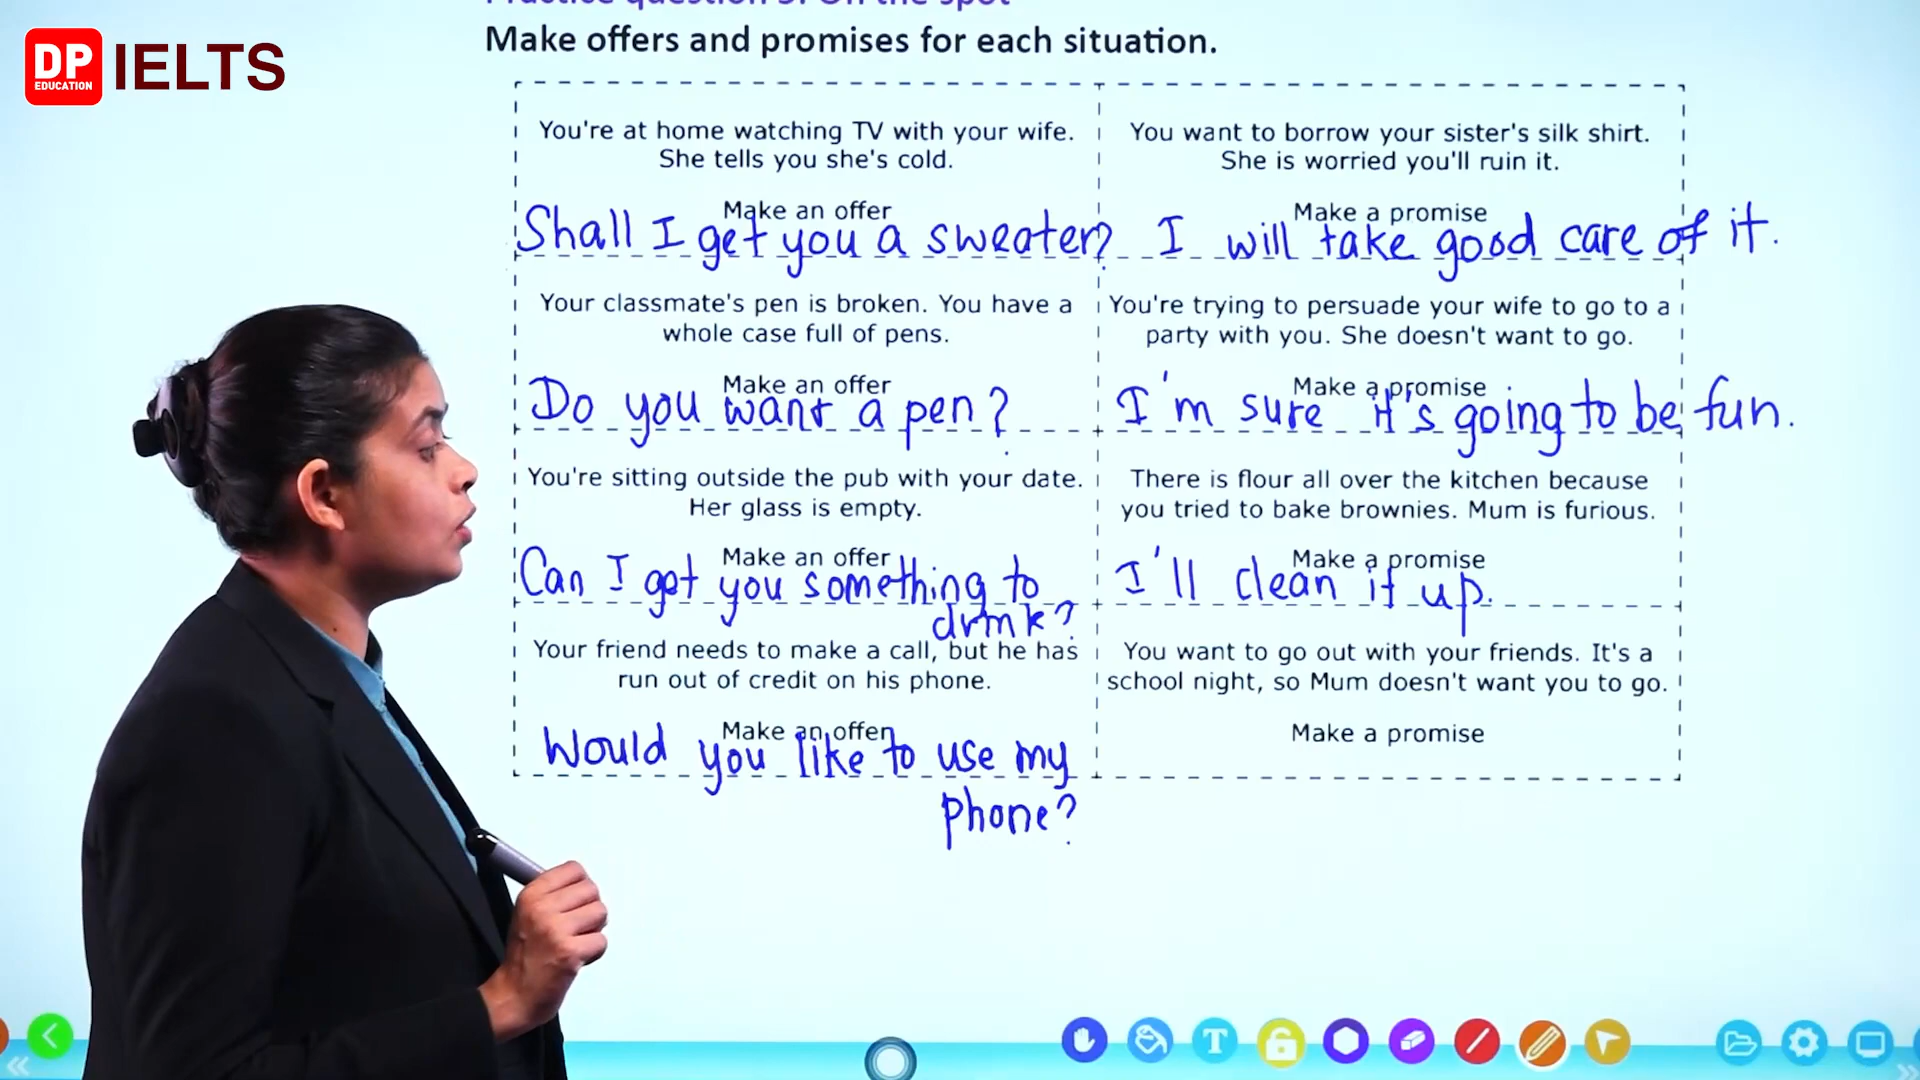 DP
EDUCATION
IELTS
Practice question 3: On the spot
Make offers and promises for each situation.
You're at home watching TV with your wife.
She tells you she's cold.
Make an offer
Shall I get you a sweater?
You want to borrow your sister's silk shirt.
She is worried you'll ruin it.
Make a promise
I will take good care of it.
Your classmate's pen is broken. You have a
whole case full of pens.
Make an offer
Do you want a pen?
You're trying to persuade your wife to go to a
party with you. She doesn't want to go.
Make a promise
I'm sure it's going to be fun.
You're sitting outside the pub with your date.
Her glass is empty.
Make an offer
Can I get you something to
drink?
There is flour all over the kitchen because
you tried to bake brownies. Mum is furious.
Make a promise
I'll clean it up.
Your friend needs to make a call, but he has
run out of credit on his phone.
Make an offer
Would you like to use my
phone?
You want to go out with your friends. It's a
school night, so Mum doesn't want you to go.
Make a promise
T